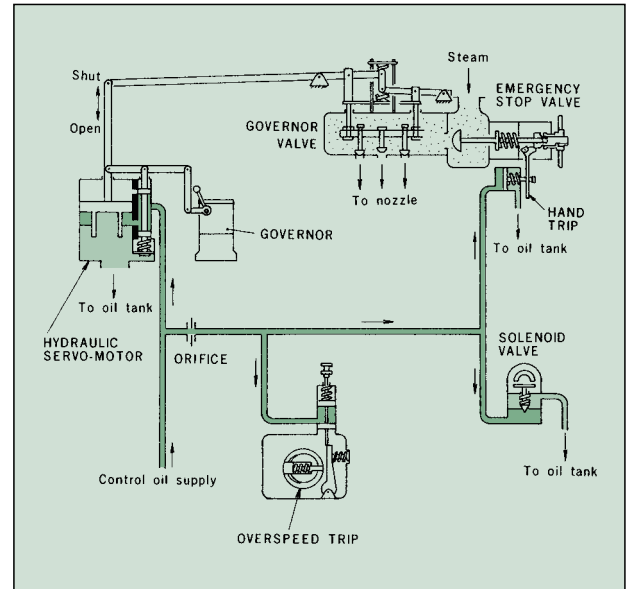 Shut
Open
Steam
EMERGENCY
STOP VALVE
GOVERNOR
VALVE
To nozzle
HAND
TRIP
To oil tank
GOVERNOR
To oil tank
HYDRAULIC
SERVO-MOTOR
ORIFICE
SOLENOID
VALVE
To oil tank
Control oil supply
OVERSPEED TRIP